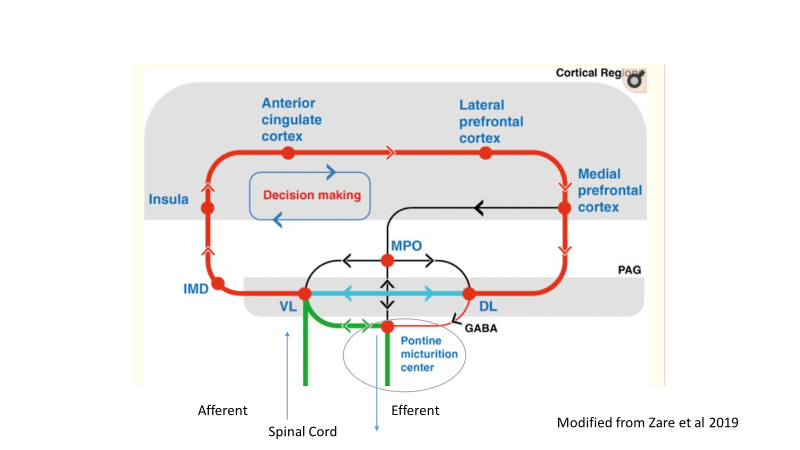 Cortical Regions
Anterior
cingulate
cortex
Lateral
prefrontal
cortex
Medial
prefrontal
cortex
Insula
Decision making
MPO
PAG
IMD
VL
DL
GABA
Pontine
micturition
center
Afferent
Efferent
Spinal Cord
Modified from Zare et al 2019